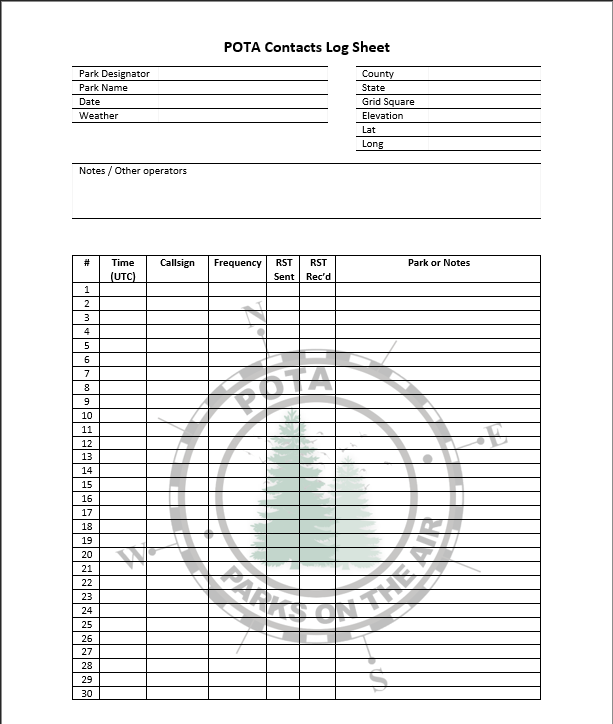 POTA Contacts Log Sheet
Park Designator
Park Name
Date
Weather
County
State
Grid Square
Elevation
Lat
Long
Notes / Other operators
# Time (UTC) Callsign Frequency RST Sent RST Rec’d Park or Notes
1
2
3
4
5
6
7
8
9
10
11
12
13
14
15
16
17
18
19
20
21
22
23
24
25
26
27
28
29
30
N
POTA
E
W
PARKS ON THE AIR
S